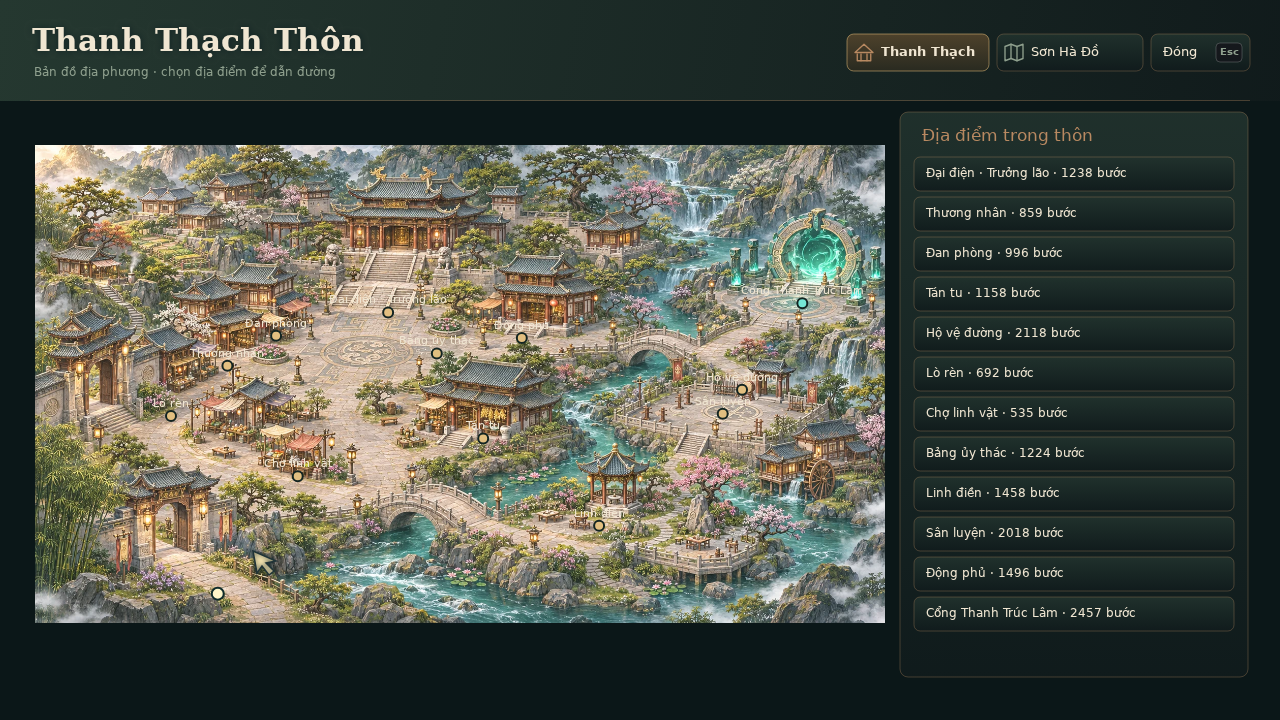 Thanh Thạch Thôn
Bản đồ địa phương · chọn địa điểm để dẫn đường
Thanh Thạch
Sơn Hà Đồ
Đóng
Esc
Địa điểm trong thôn
Đại điện · Trưởng lão · 1238 bước
Thương nhân · 859 bước
Đan phòng · 996 bước
Tán tu · 1158 bước
Hộ vệ đường · 2118 bước
Lò rèn · 692 bước
Chợ linh vật · 535 bước
Bảng ủy thác · 1224 bước
Linh điền · 1458 bước
Sân luyện · 2018 bước
Động phủ · 1496 bước
Cổng Thanh Trúc Lâm · 2457 bước
Đại điện · Trưởng lão
Cổng Thanh Trúc Lâm
Đan phòng
Động phủ
Bảng ủy thác
Thương nhân
Hộ vệ đường
Lò rèn
Sân luyện
Tán tu
Chợ linh vật
Linh điền